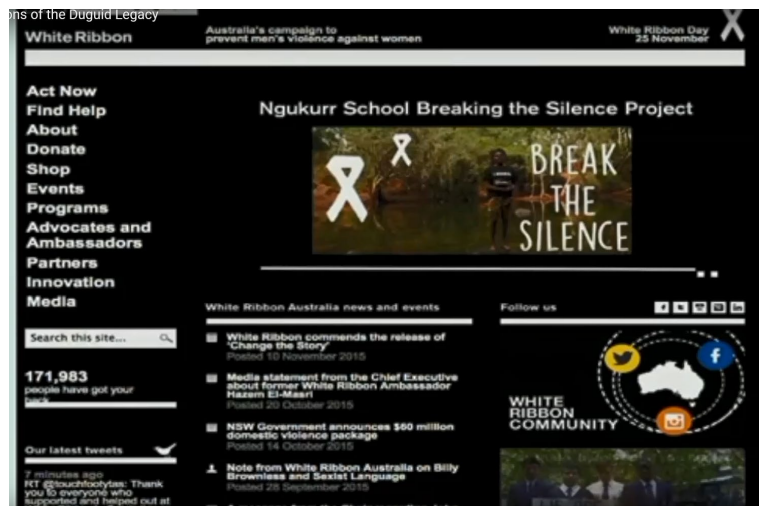 ons of the Duguid Legacy
White Ribbon
Australia's campaign to
prevent men's violence against women
White Ribbon Day
25 November
Act Now
Find Help
About
Donate
Shop
Events
Programs
Advocates and
Ambassadors
Partners
Innovation
Media
Search this site...
171,983
people have got your
back
Our latest tweets
7 minutes ago
RT @touchfootytas: Thank
you to everyone who
supported and helped out at
Ngukurr School Breaking the Silence Project
BREAK
THE
SILENCE
White Ribbon Australia news and events
White Ribbon commends the release of
'Change the Story'
Posted 10 November 2015
Media statement from the Chief Executive
about former White Ribbon Ambassador
Hazem El-Masri
Posted 20 October 2015
NSW Government announces $60 million
domestic violence package
Posted 14 October 2015
Note from White Ribbon Australia on Billy
Brownless and Sexist Language
Posted 28 September 2015
Follow us
WHITE
RIBBON
COMMUNITY